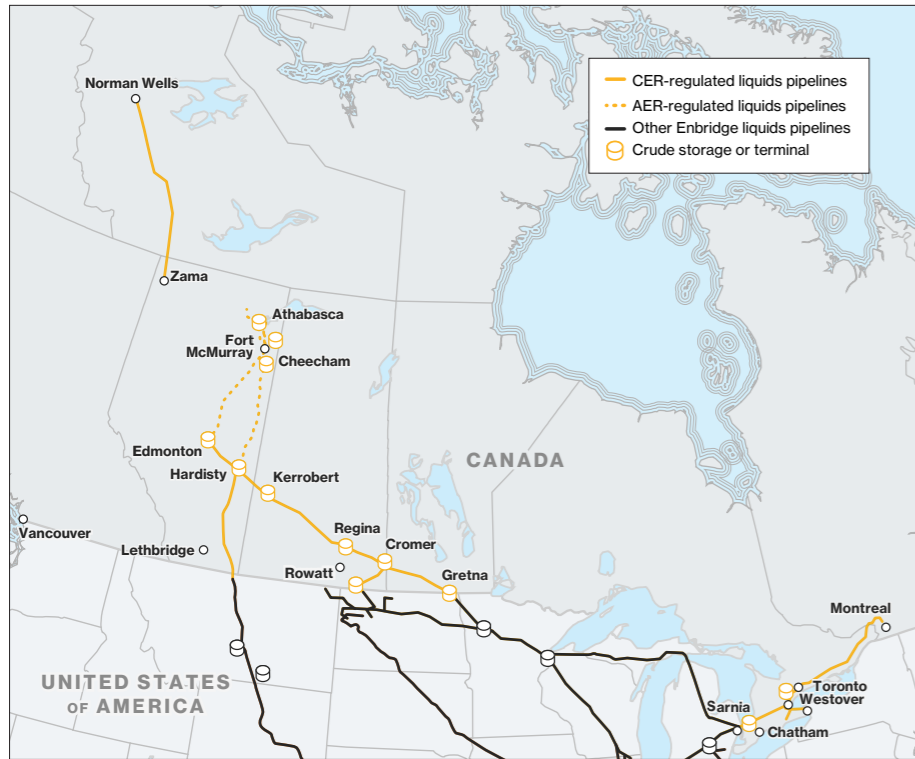 Norman Wells
CER-regulated liquids pipelines
AER-regulated liquids pipelines
Other Enbridge liquids pipelines
Crude storage or terminal
Zama
Athabasca
Fort
McMurray
Cheecham
Edmonton
Hardisty
Kerrobert
CANADA
Vancouver
Lethbridge
Regina
Cromer
Rowatt
Gretna
Montreal
UNITED STATES
OF AMERICA
Toronto
Westover
Sarnia
Chatham